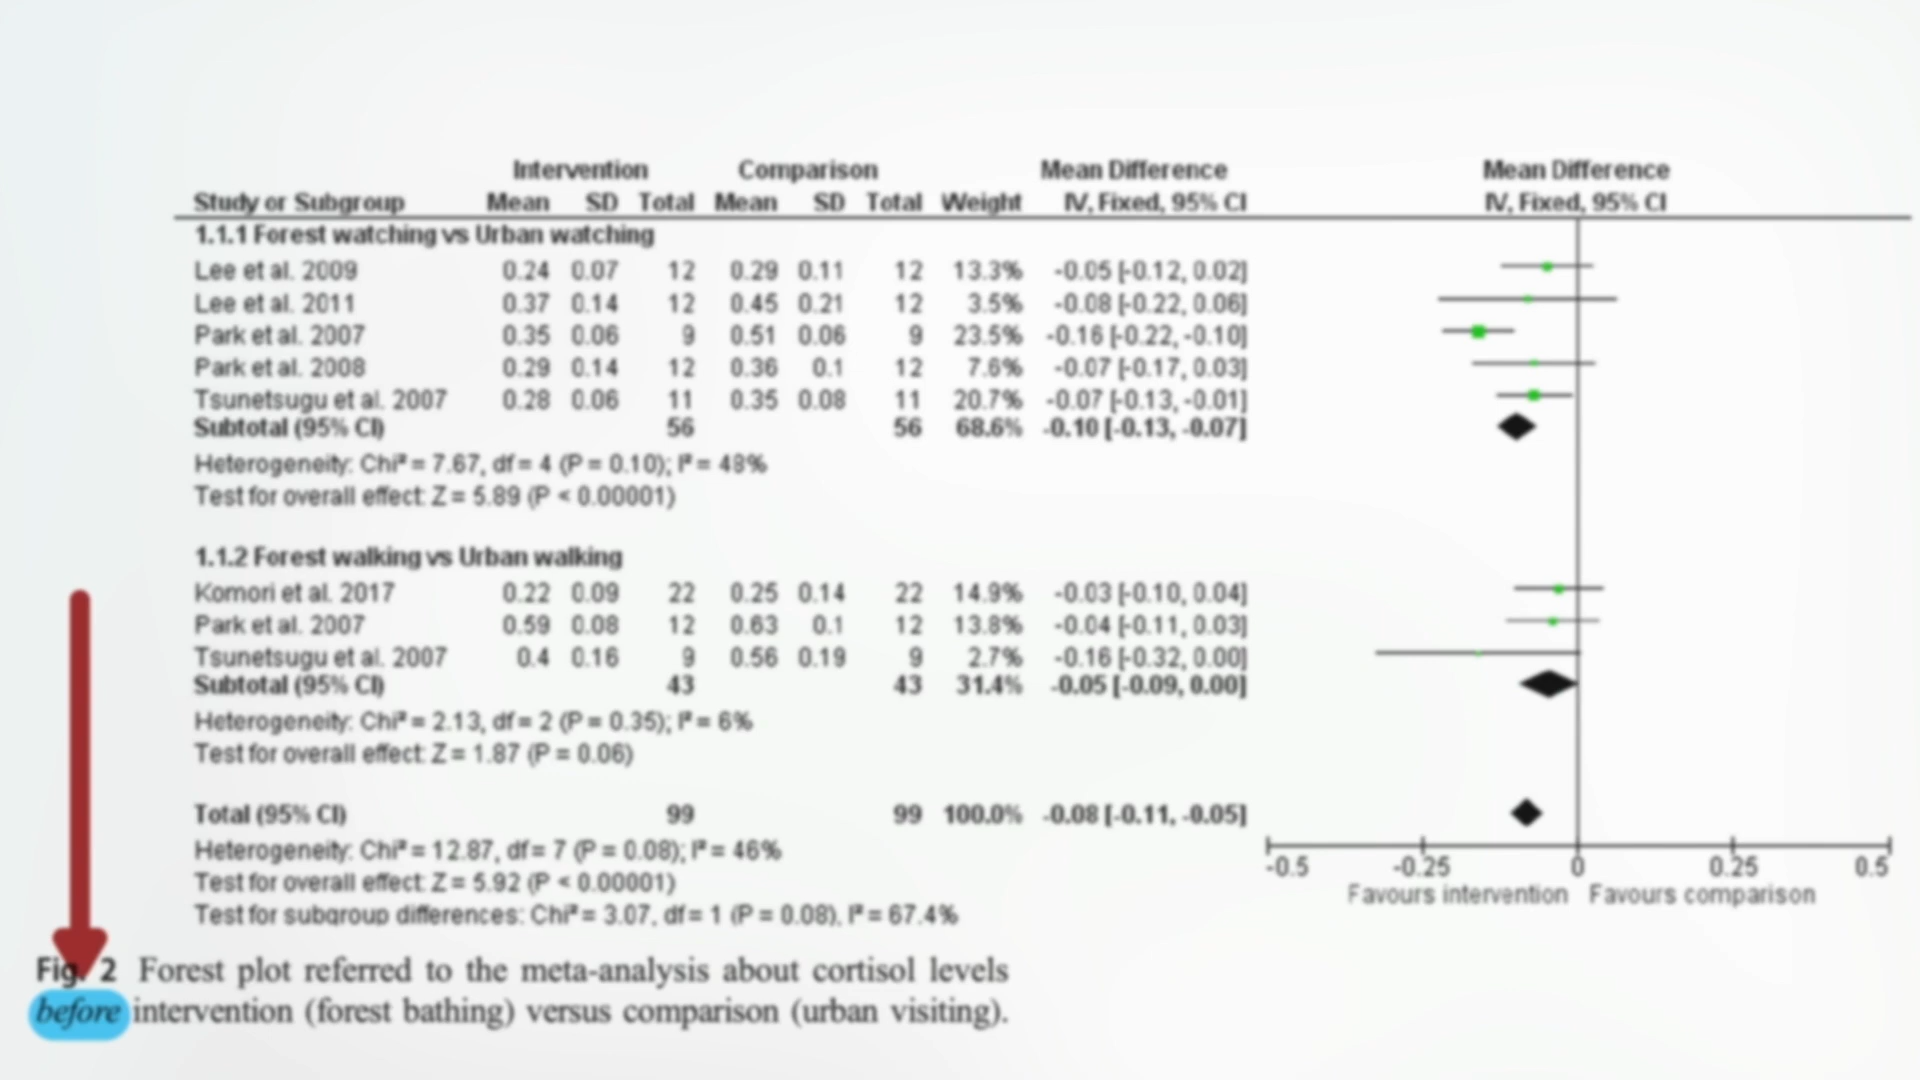 Intervention Comparison Mean Difference Mean Difference
Study or Subgroup Mean SD Total Mean SD Total Weight IV, Fixed, 95% CI IV, Fixed, 95% CI
1.1.1 Forest watching vs Urban watching
Lee et al. 2009 0.24 0.07 12 0.29 0.11 12 13.3% -0.05 [-0.12, 0.02]
Lee et al. 2011 0.37 0.14 12 0.45 0.21 12 3.5% -0.08 [-0.22, 0.06]
Park et al. 2007 0.35 0.06 9 0.51 0.06 9 23.5% -0.16 [-0.22, -0.10]
Park et al. 2008 0.29 0.14 12 0.36 0.1 12 7.6% -0.07 [-0.17, 0.03]
Tsunetsugu et al. 2007 0.28 0.06 11 0.35 0.08 11 20.7% -0.07 [-0.13, -0.01]
Subtotal (95% CI) 56 56 68.6% -0.10 [-0.13, -0.07]
Heterogeneity: Chi² = 7.67, df = 4 (P = 0.10); I² = 48%
Test for overall effect: Z = 5.89 (P < 0.00001)
1.1.2 Forest walking vs Urban walking
Komori et al. 2017 0.22 0.09 22 0.25 0.14 22 14.9% -0.03 [-0.10, 0.04]
Park et al. 2007 0.59 0.08 12 0.63 0.1 12 13.8% -0.04 [-0.11, 0.03]
Tsunetsugu et al. 2007 0.4 0.16 9 0.56 0.19 9 2.7% -0.16 [-0.32, 0.00]
Subtotal (95% CI) 43 43 31.4% -0.05 [-0.09, 0.00]
Heterogeneity: Chi² = 2.13, df = 2 (P = 0.35); I² = 6%
Test for overall effect: Z = 1.87 (P = 0.06)
Total (95% CI) 99 99 100.0% -0.08 [-0.11, -0.05]
Heterogeneity: Chi² = 12.87, df = 7 (P = 0.08); I² = 46%
Test for overall effect: Z = 5.92 (P < 0.00001)
Test for subgroup differences: Chi² = 3.07, df = 1 (P = 0.08), I² = 67.4%
-0.5 -0.25 0 0.25 0.5
Favours intervention Favours comparison
Fig. 2 Forest plot referred to the meta-analysis about cortisol levels
before intervention (forest bathing) versus comparison (urban visiting).